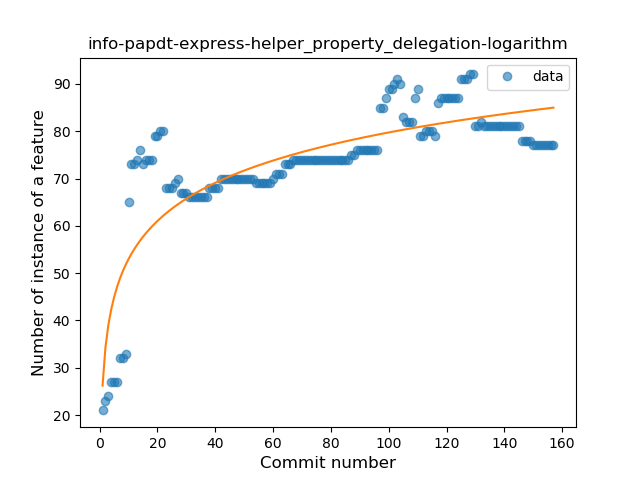 info-papdt-express-helper_property_delegation-logarithm
data
Number of instance of a feature
90
80
70
60
50
40
30
20
0 20 40 60 80 100 120 140 160
Commit number